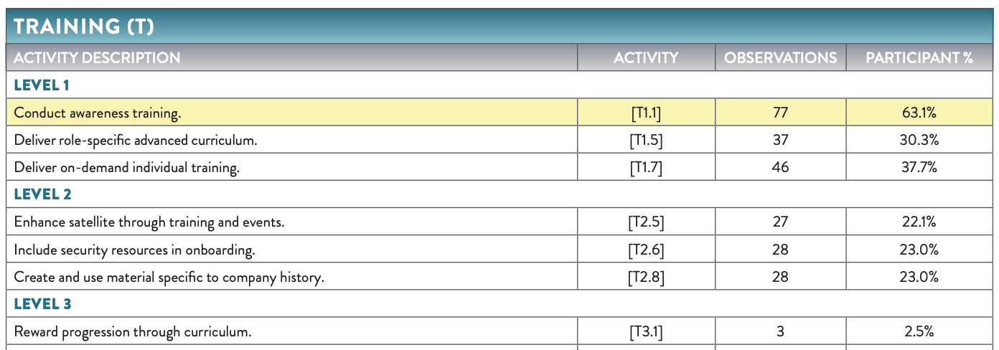 TRAINING (T)
ACTIVITY DESCRIPTION ACTIVITY OBSERVATIONS PARTICIPANT %
LEVEL 1
Conduct awareness training. [T1.1] 77 63.1%
Deliver role-specific advanced curriculum. [T1.5] 37 30.3%
Deliver on-demand individual training. [T1.7] 46 37.7%
LEVEL 2
Enhance satellite through training and events. [T2.5] 27 22.1%
Include security resources in onboarding. [T2.6] 28 23.0%
Create and use material specific to company history. [T2.8] 28 23.0%
LEVEL 3
Reward progression through curriculum. [T3.1] 3 2.5%